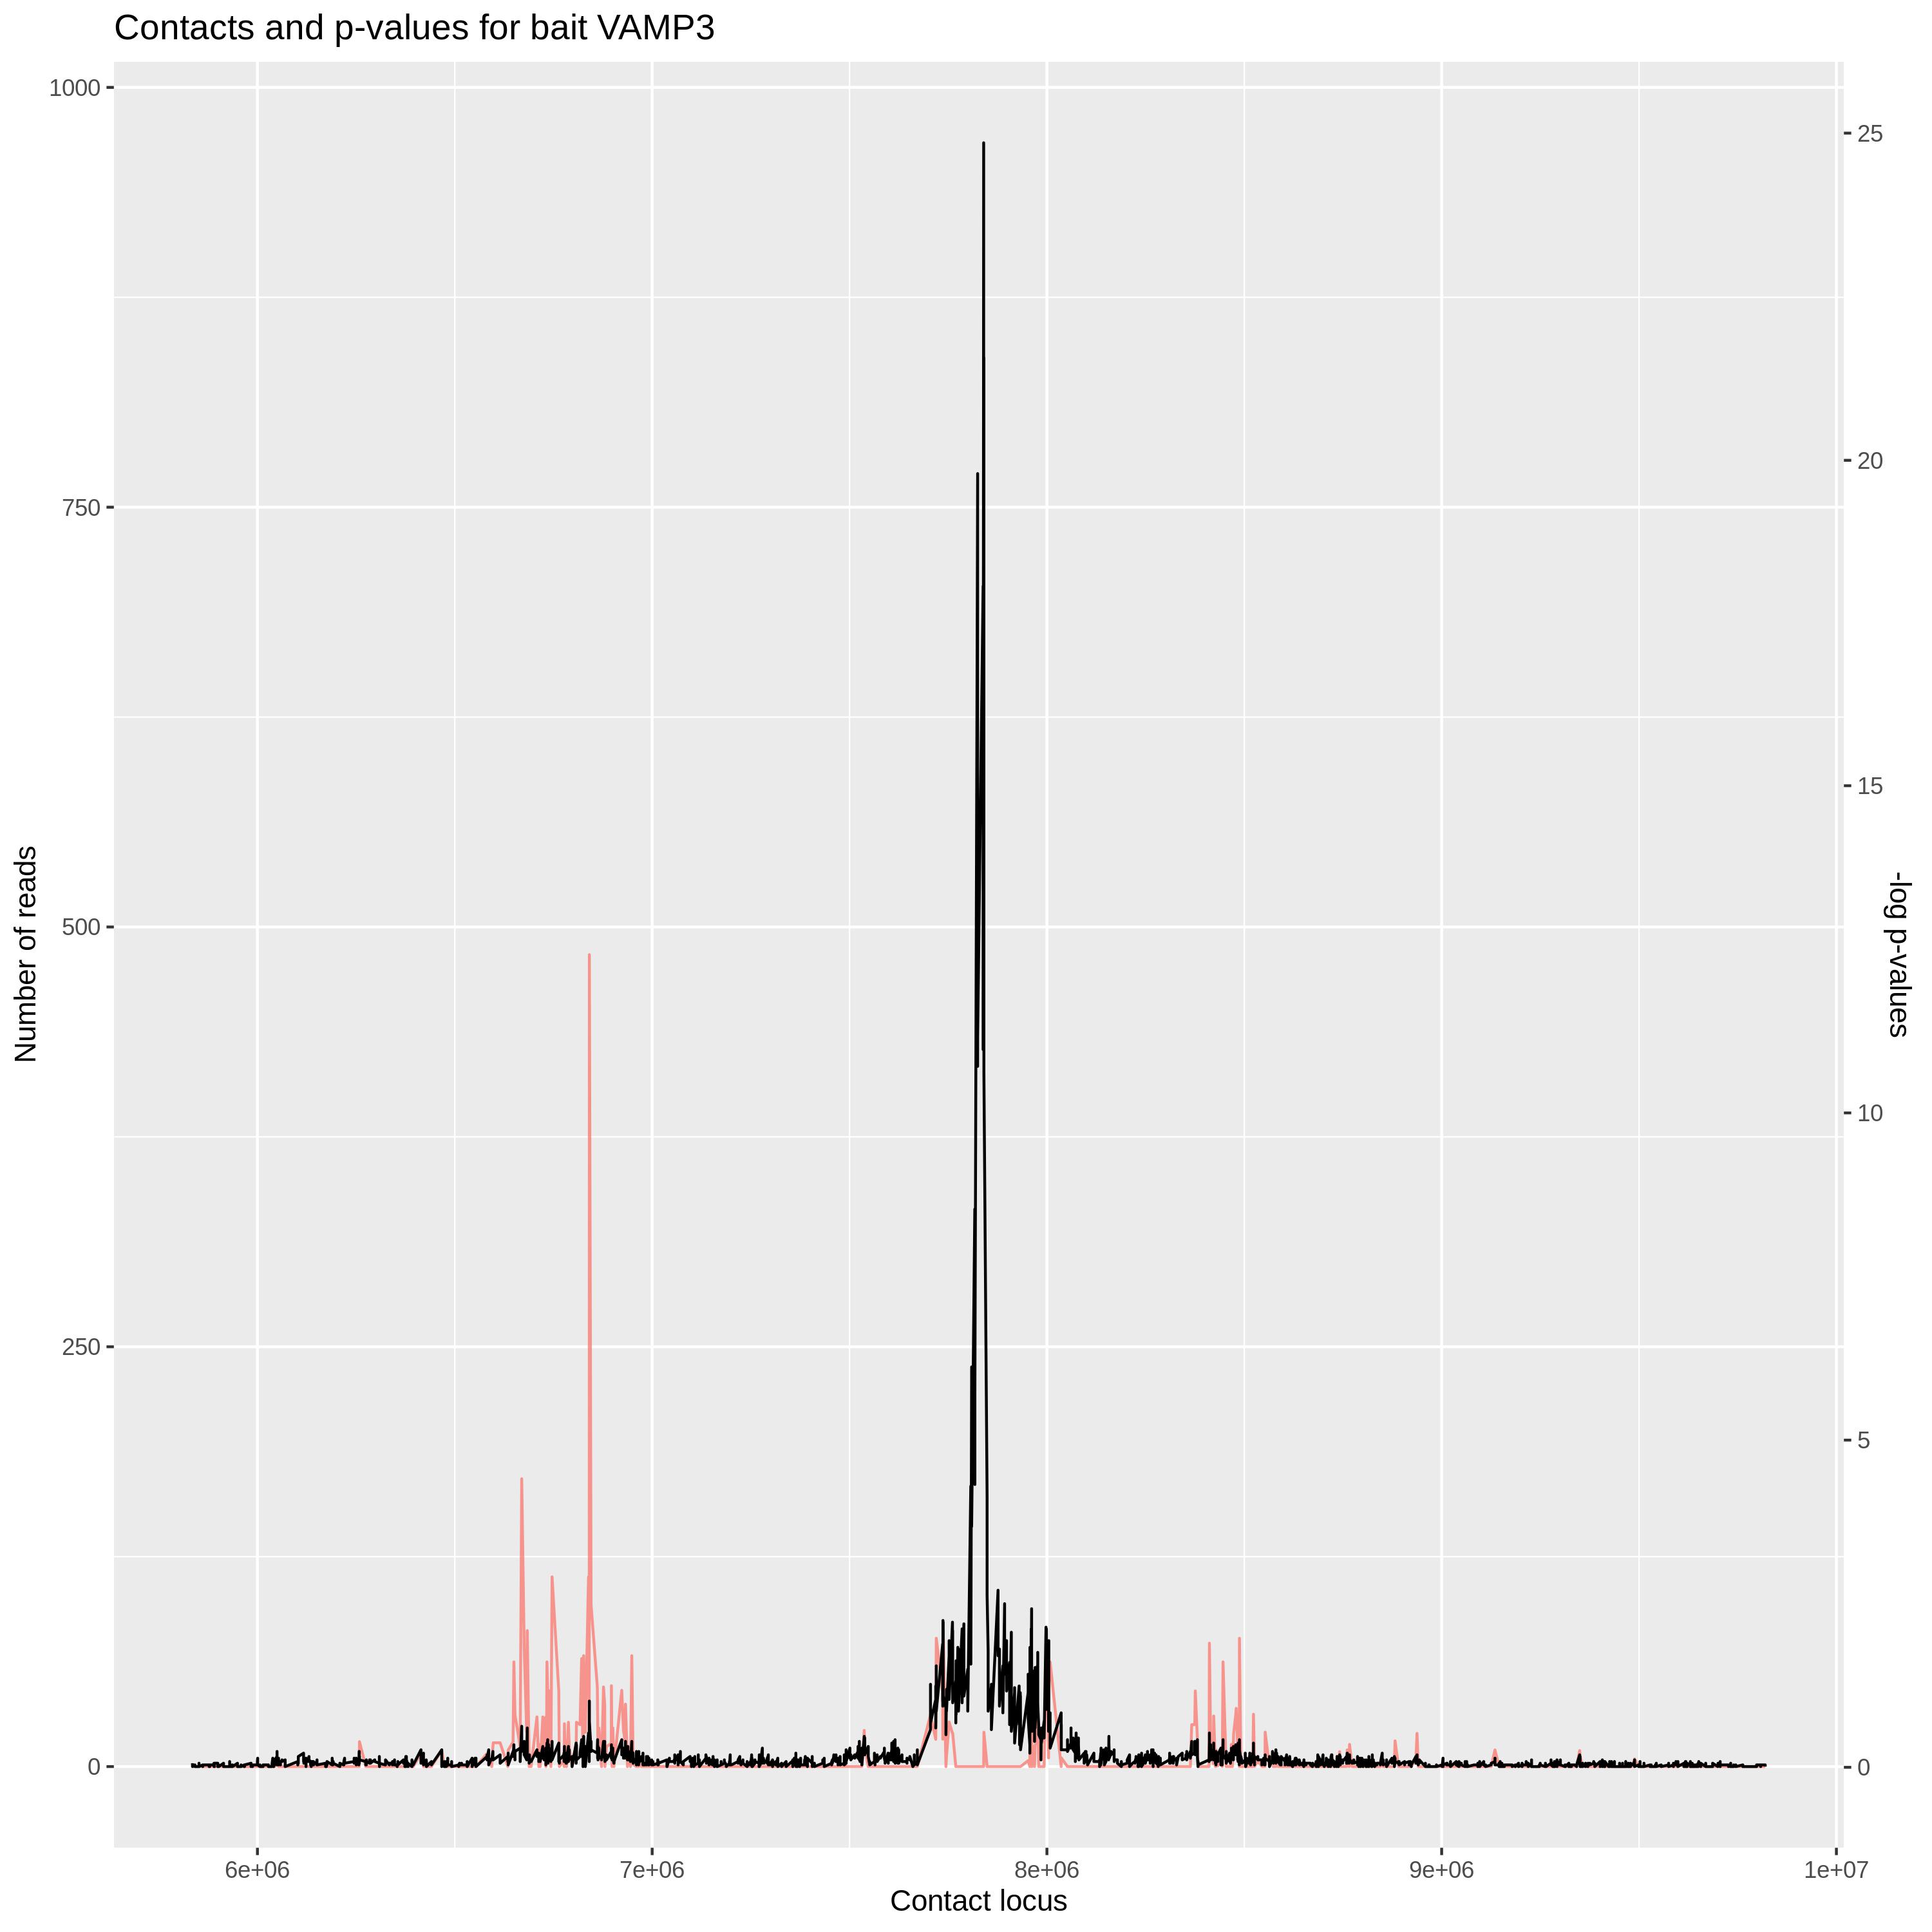 Contacts and p-values for bait VAMP3
1000
750
500
250
0
Number of reads
25
20
15
10
5
0
-log p-values
6e+06
7e+06
8e+06
9e+06
1e+07
Contact locus